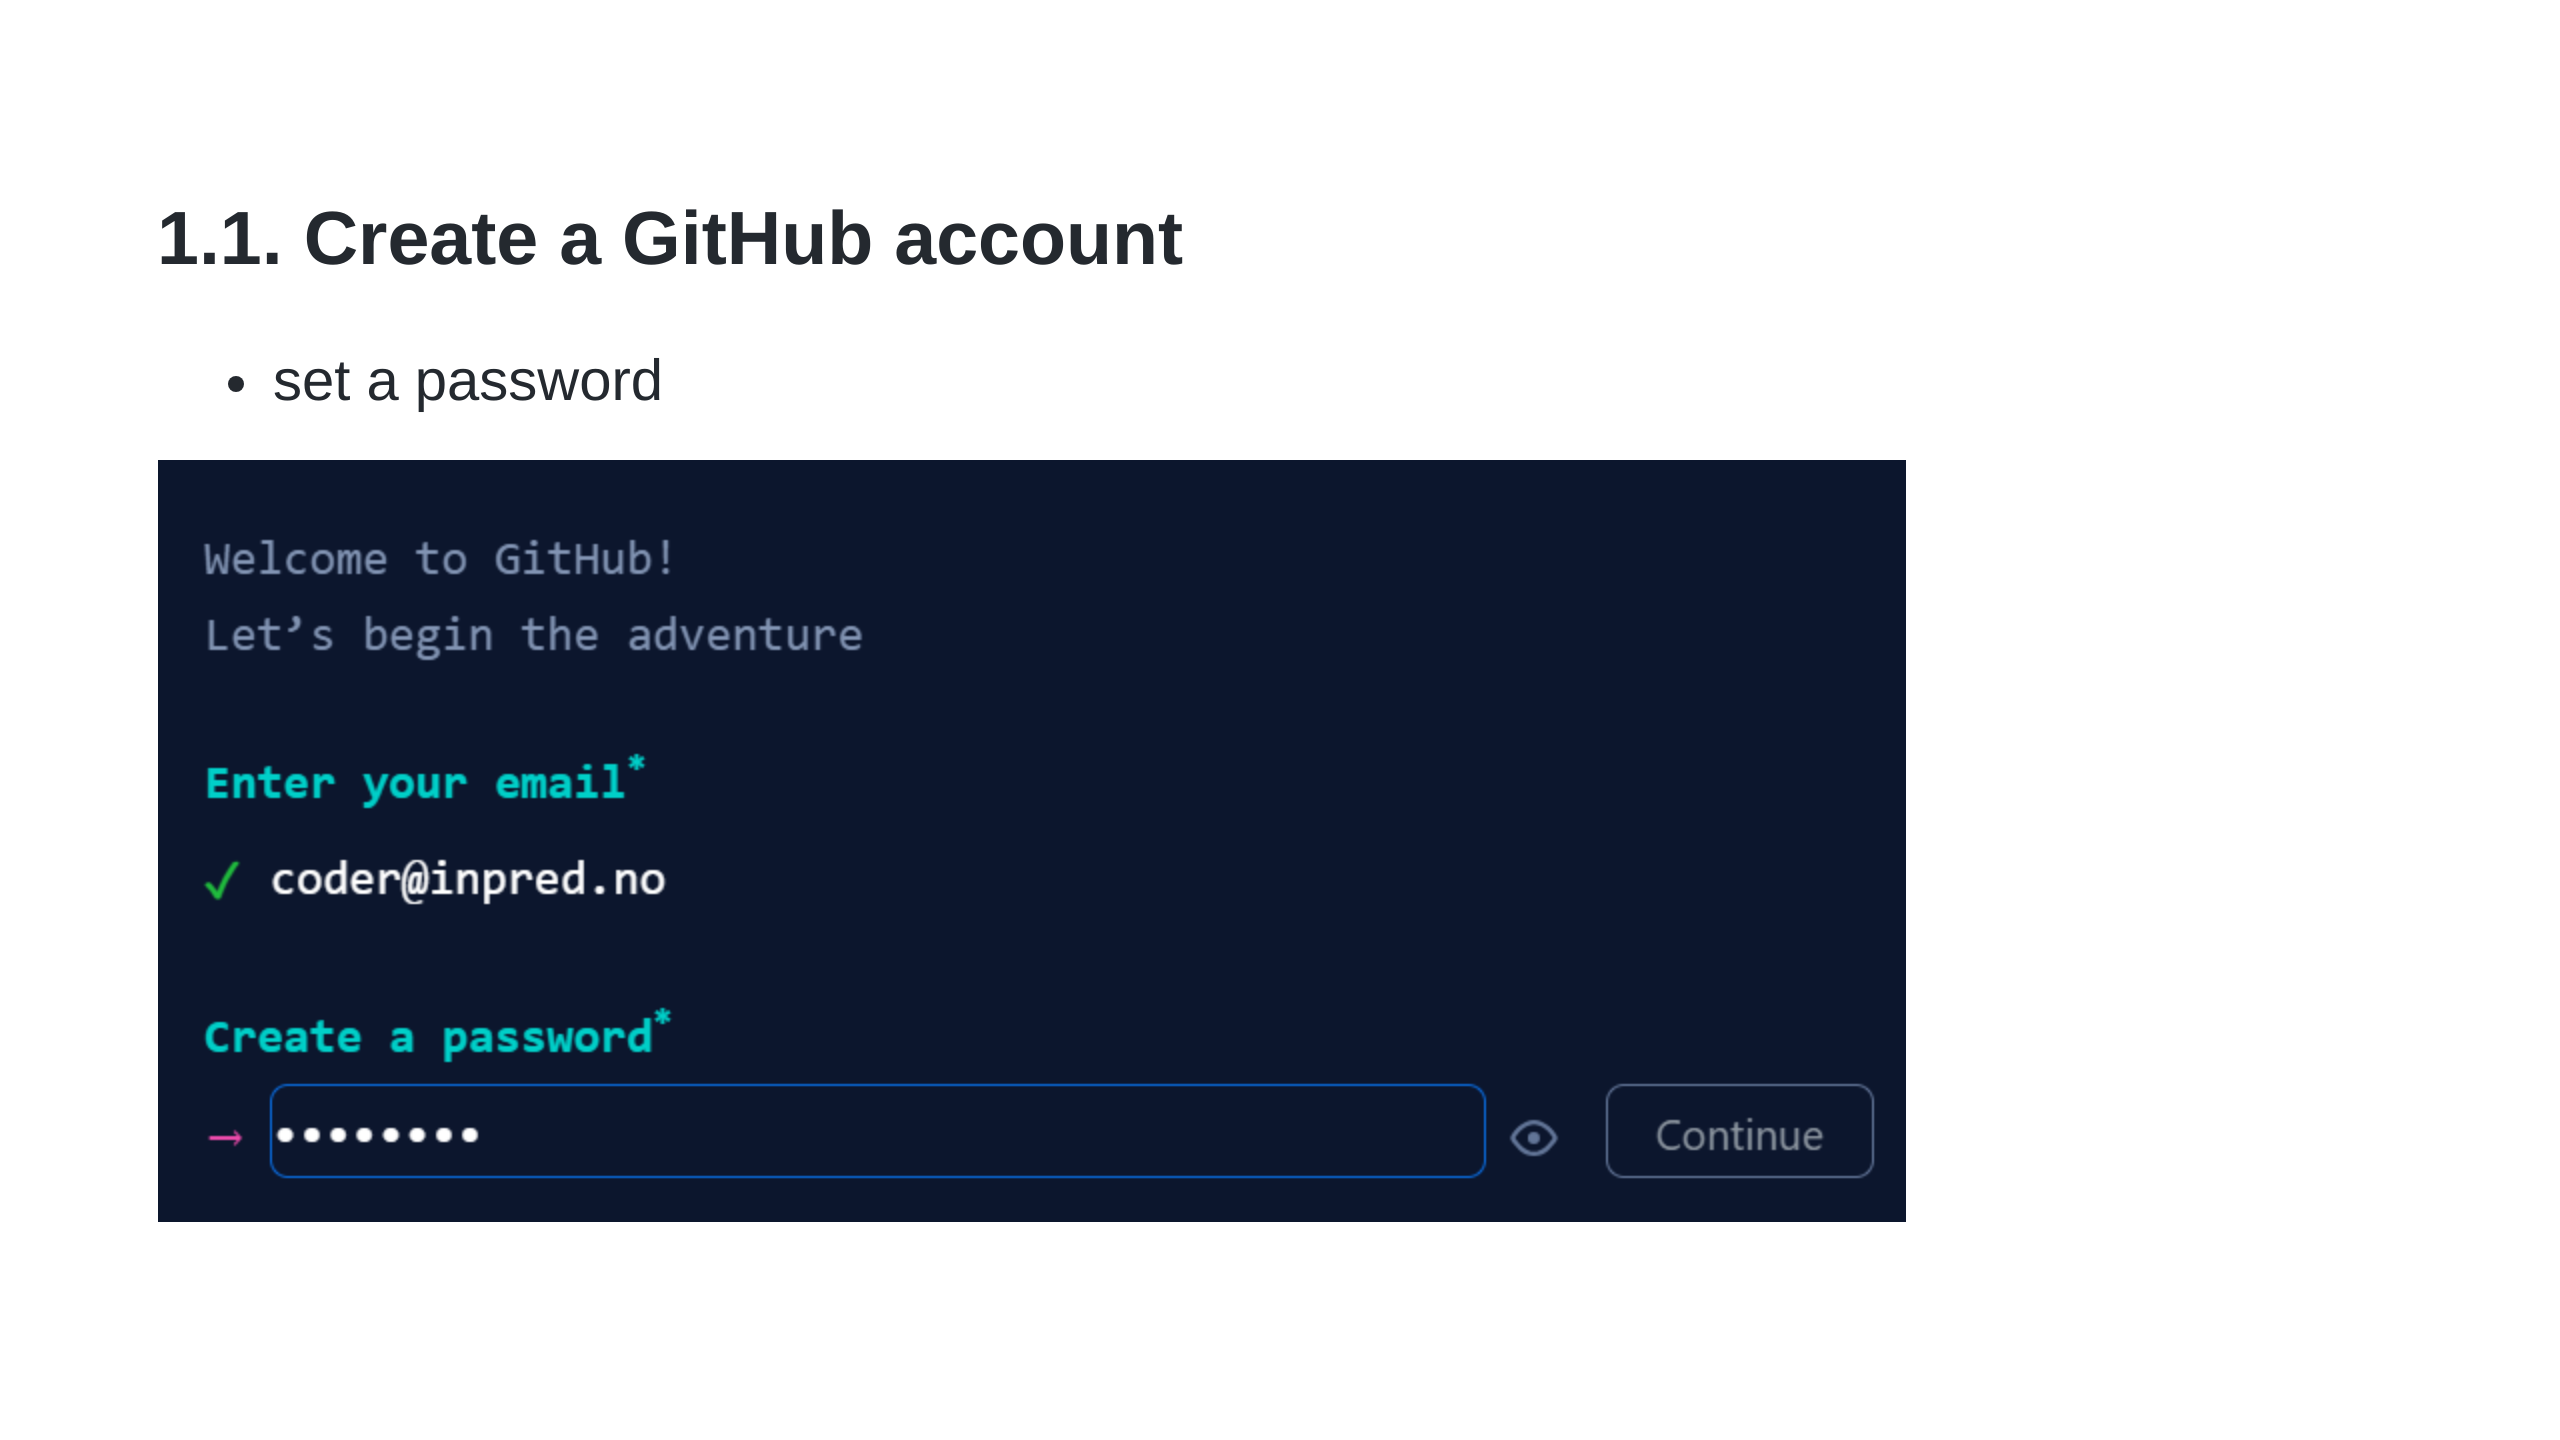 1.1. Create a GitHub account
• set a password
Welcome to GitHub!
Let’s begin the adventure
Enter your email*
✓ coder@inpred.no
Create a password*
→ •••••••• Continue